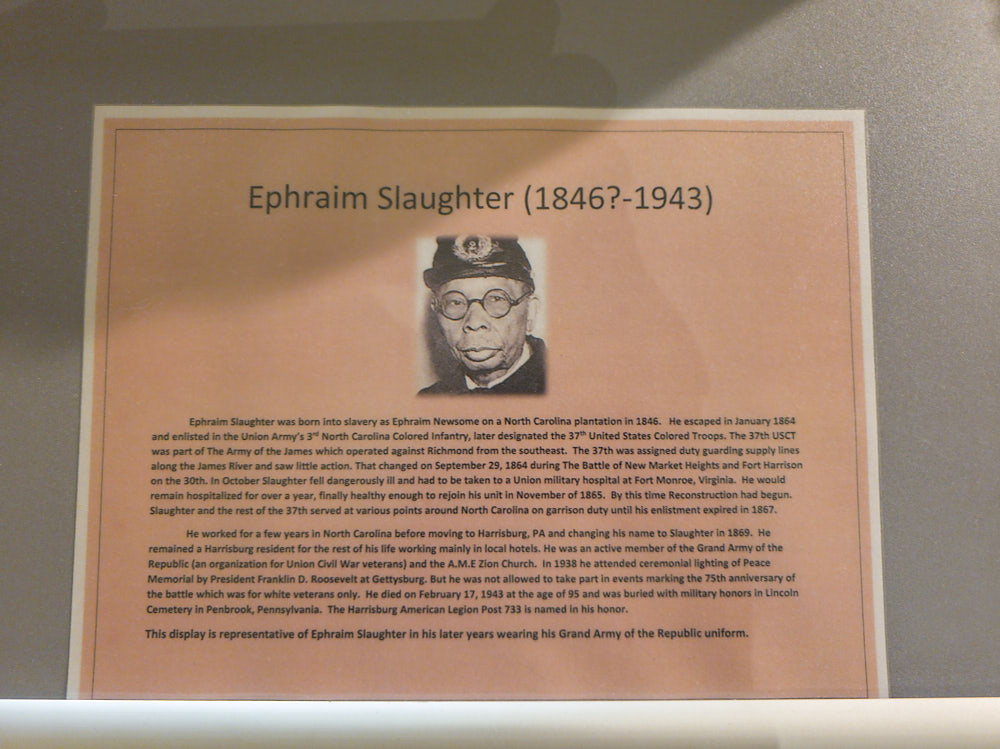 Ephraim Slaughter (1846?-1943)
Ephraim Slaughter was born into slavery as Ephraim Newsome on a North Carolina plantation in 1846. He escaped in January 1864
and enlisted in the Union Army's 3rd North Carolina Colored Infantry, later designated the 37th United States Colored Troops. The 37th USCT
was part of The Army of the James which operated against Richmond from the southeast. The 37th was assigned duty guarding supply lines
along the James River and saw little action. That changed on September 29, 1864 during The Battle of New Market Heights and Fort Harrison
on the 30th. In October Slaughter fell dangerously ill and had to be taken to a Union military hospital at Fort Monroe, Virginia. He would
remain hospitalized for over a year, finally healthy enough to rejoin his unit in November of 1865. By this time Reconstruction had begun.
Slaughter and the rest of the 37th served at various points around North Carolina on garrison duty until his enlistment expired in 1867.
He worked for a few years in North Carolina before moving to Harrisburg, PA and changing his name to Slaughter in 1869. He
remained a Harrisburg resident for the rest of his life working mainly in local hotels. He was an active member of the Grand Army of the
Republic (an organization for Union Civil War veterans) and the A.M.E Zion Church. In 1938 he attended ceremonial lighting of Peace
Memorial by President Franklin D. Roosevelt at Gettysburg. But he was not allowed to take part in events marking the 75th anniversary of
the battle which was for white veterans only. He died on February 17, 1943 at the age of 95 and was buried with military honors in Lincoln
Cemetery in Penbrook, Pennsylvania. The Harrisburg American Legion Post 733 is named in his honor.
This display is representative of Ephraim Slaughter in his later years wearing his Grand Army of the Republic uniform.